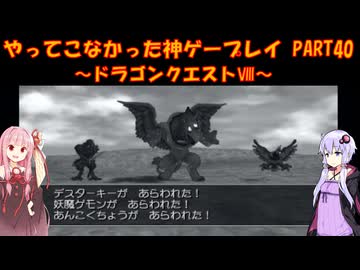 やってこなかった神ゲープレイ PART40
～ドラゴンクエストⅧ～
デスターキーが あらわれた！
妖魔ゲモンが あらわれた！
あんこくちょうが あらわれた！